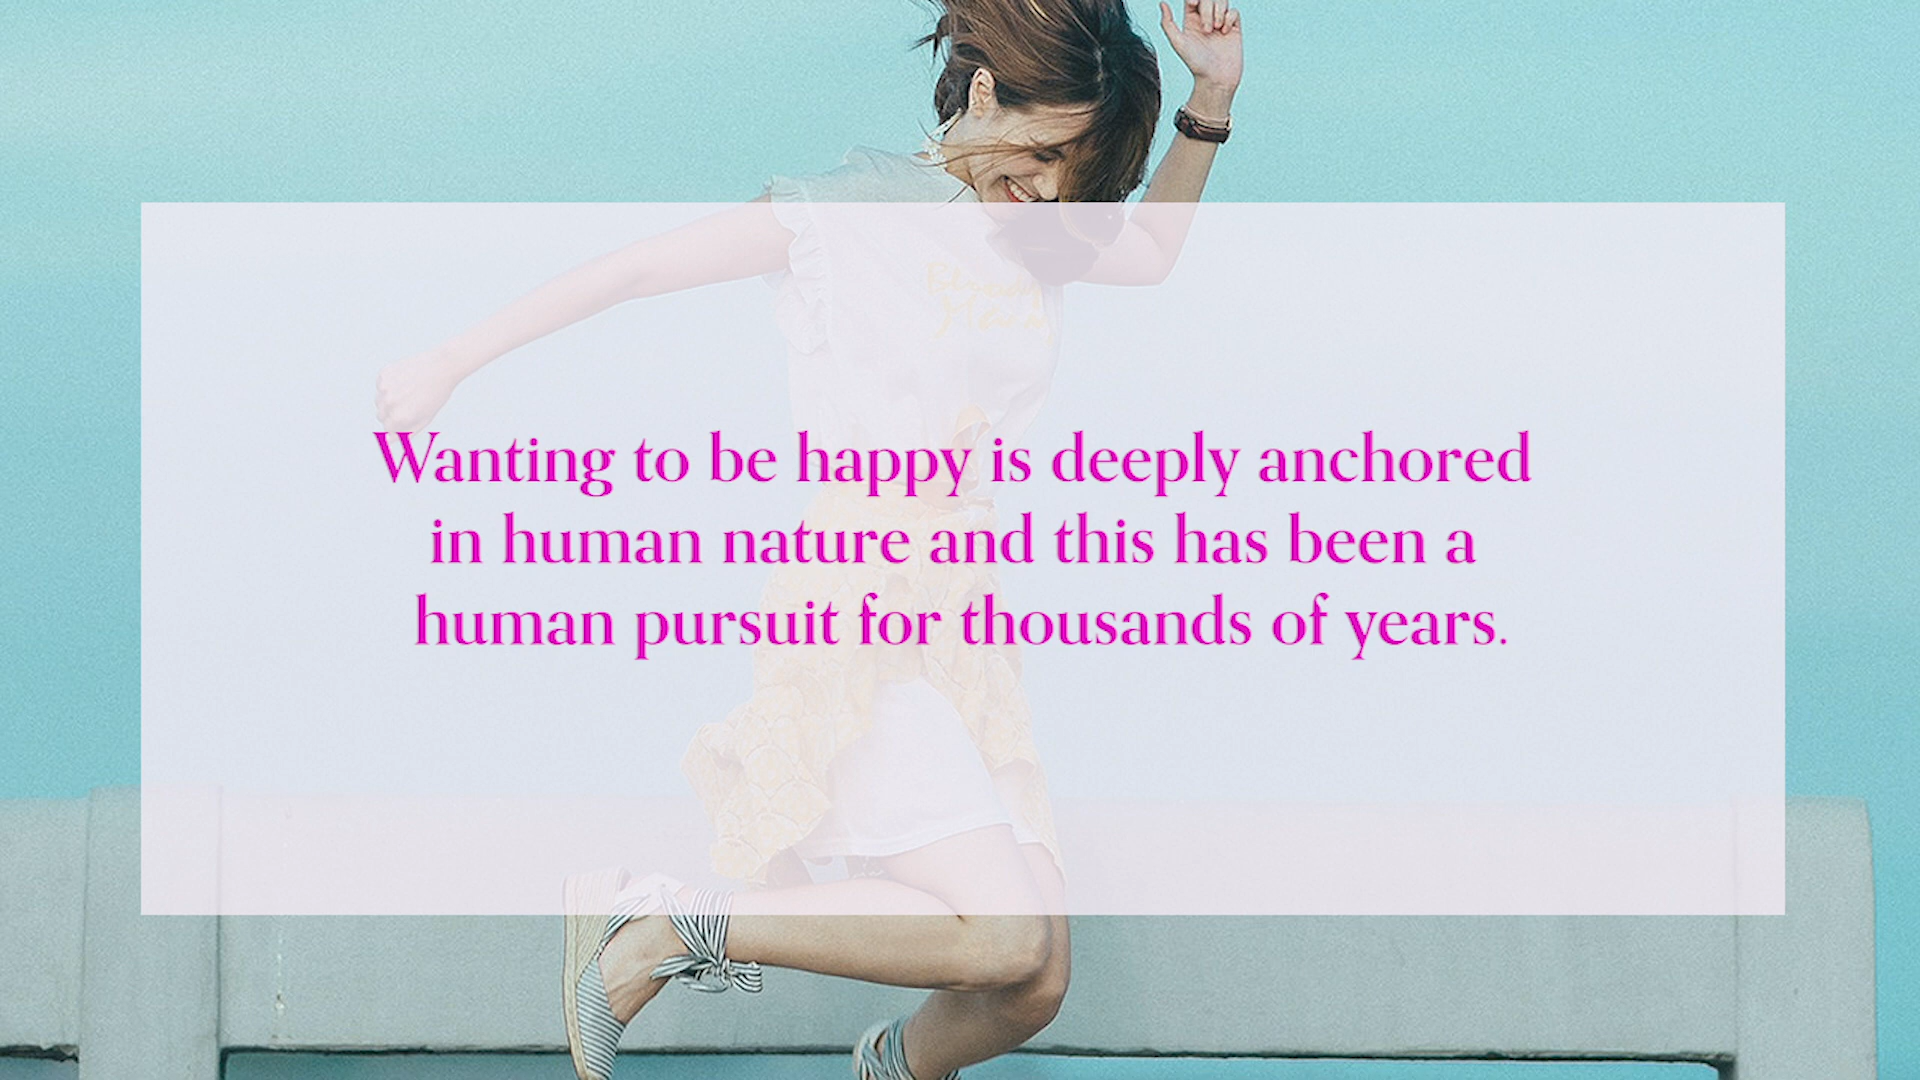 Wanting to be happy is deeply anchored
in human nature and this has been a
human pursuit for thousands of years.